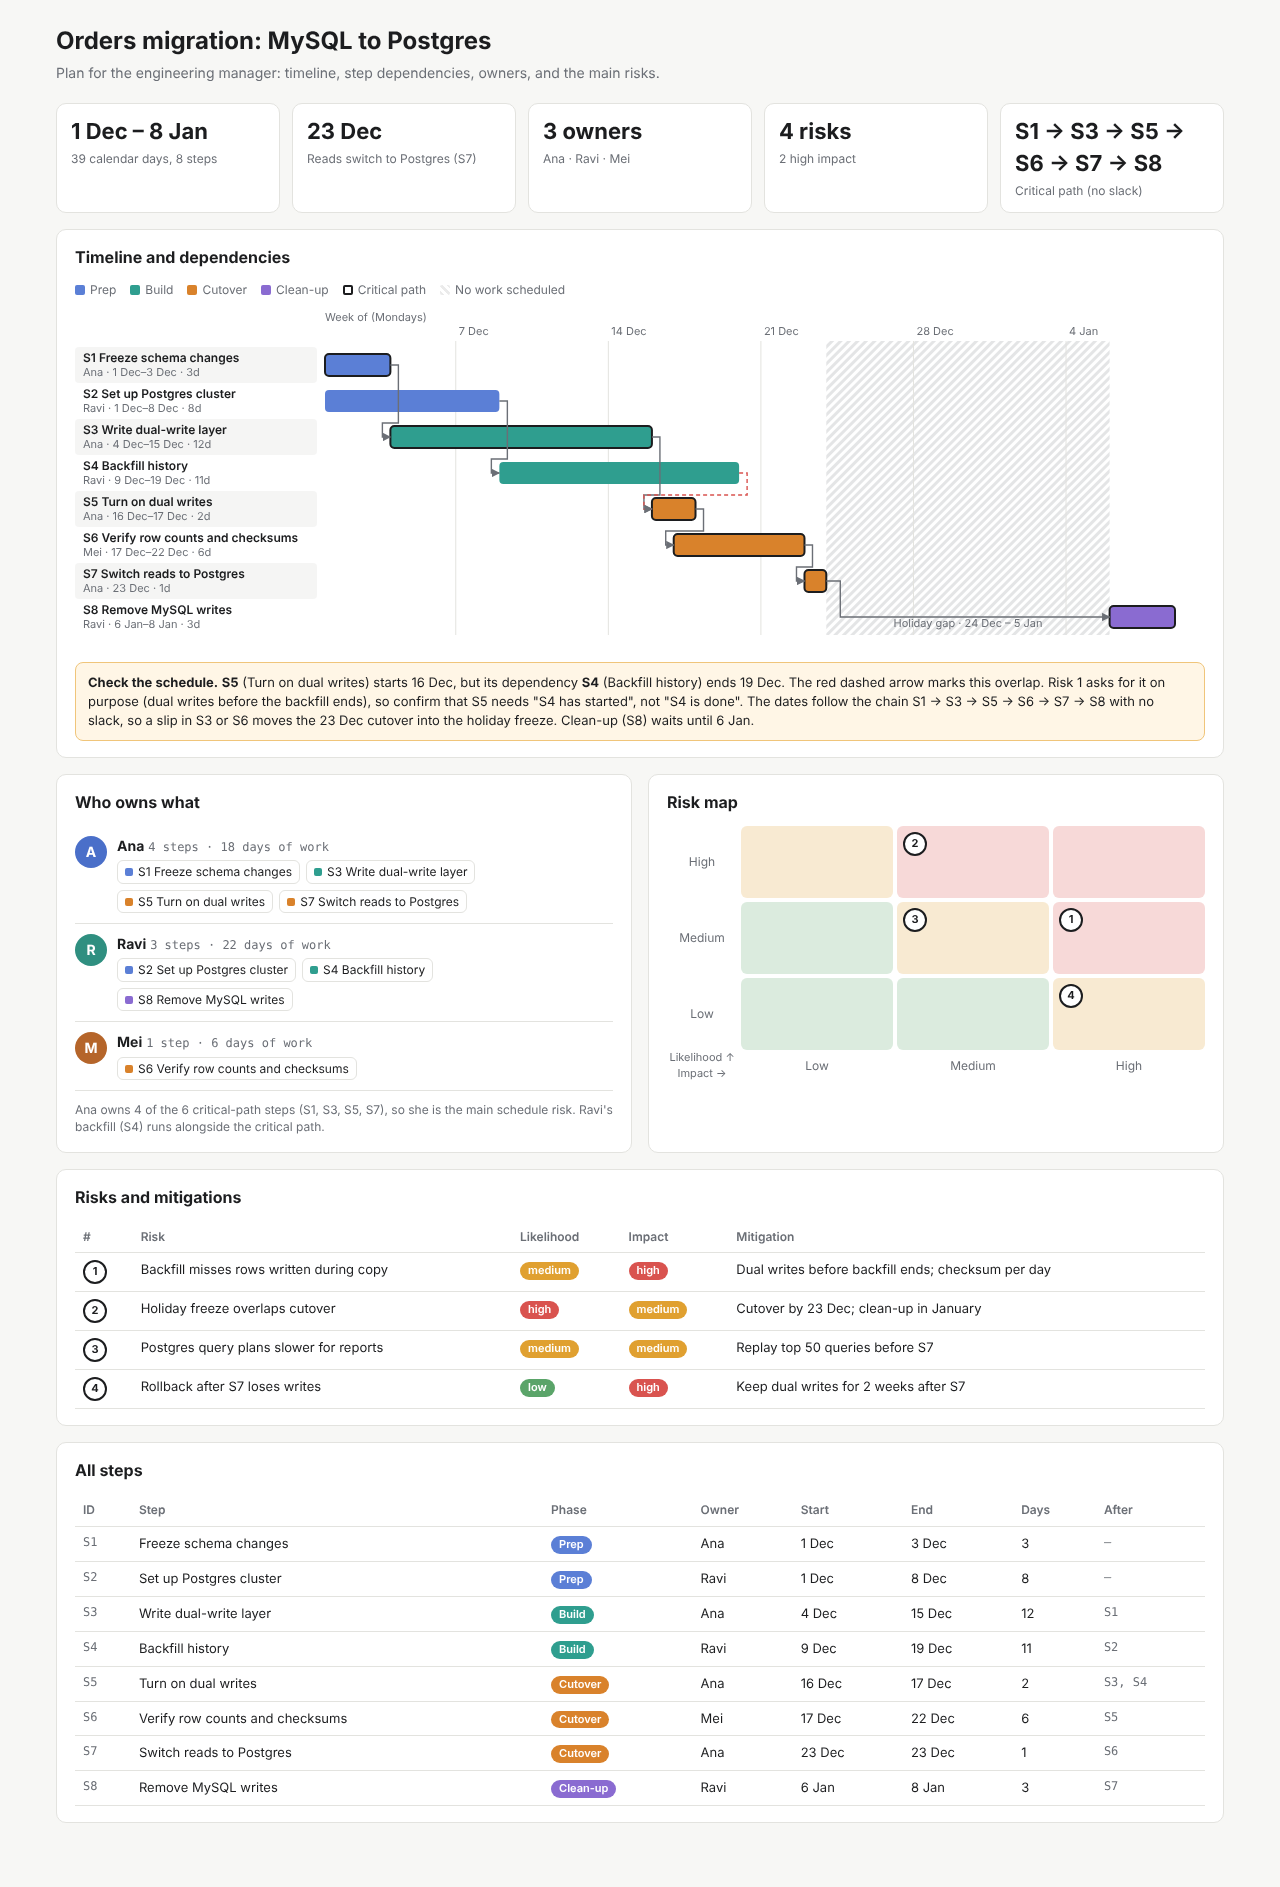 Orders migration: MySQL to Postgres
Plan for the engineering manager: timeline, step dependencies, owners, and the main risks.
1 Dec – 8 Jan
39 calendar days, 8 steps
23 Dec
Reads switch to Postgres (S7)
3 owners
Ana · Ravi · Mei
4 risks
2 high impact
S1 → S3 → S5 →
S6 → S7 → S8
Critical path (no slack)
Timeline and dependencies
Prep Build Cutover Clean-up Critical path No work scheduled
Week of (Mondays)
7 Dec 14 Dec 21 Dec 28 Dec 4 Jan
S1 Freeze schema changes
Ana · 1 Dec–3 Dec · 3d
S2 Set up Postgres cluster
Ravi · 1 Dec–8 Dec · 8d
S3 Write dual-write layer
Ana · 4 Dec–15 Dec · 12d
S4 Backfill history
Ravi · 9 Dec–19 Dec · 11d
S5 Turn on dual writes
Ana · 16 Dec–17 Dec · 2d
S6 Verify row counts and checksums
Mei · 17 Dec–22 Dec · 6d
S7 Switch reads to Postgres
Ana · 23 Dec · 1d
S8 Remove MySQL writes
Ravi · 6 Jan–8 Jan · 3d
Holiday gap · 24 Dec – 5 Jan
Check the schedule. S5 (Turn on dual writes) starts 16 Dec, but its dependency S4 (Backfill history) ends 19 Dec. The red dashed arrow marks this overlap. Risk 1 asks for it on
purpose (dual writes before the backfill ends), so confirm that S5 needs "S4 has started", not "S4 is done". The dates follow the chain S1 → S3 → S5 → S6 → S7 → S8 with no
slack, so a slip in S3 or S6 moves the 23 Dec cutover into the holiday freeze. Clean-up (S8) waits until 6 Jan.
Who owns what
A
Ana 4 steps · 18 days of work
S1 Freeze schema changes S3 Write dual-write layer
S5 Turn on dual writes S7 Switch reads to Postgres
R
Ravi 3 steps · 22 days of work
S2 Set up Postgres cluster S4 Backfill history
S8 Remove MySQL writes
M
Mei 1 step · 6 days of work
S6 Verify row counts and checksums
Ana owns 4 of the 6 critical-path steps (S1, S3, S5, S7), so she is the main schedule risk. Ravi's
backfill (S4) runs alongside the critical path.
Risk map
High 2
Medium 3 1
Low 4
Likelihood ↑
Impact →
Low Medium High
Risks and mitigations
# Risk Likelihood Impact Mitigation
1 Backfill misses rows written during copy medium high Dual writes before backfill ends; checksum per day
2 Holiday freeze overlaps cutover high medium Cutover by 23 Dec; clean-up in January
3 Postgres query plans slower for reports medium medium Replay top 50 queries before S7
4 Rollback after S7 loses writes low high Keep dual writes for 2 weeks after S7
All steps
ID Step Phase Owner Start End Days After
S1 Freeze schema changes Prep Ana 1 Dec 3 Dec 3 –
S2 Set up Postgres cluster Prep Ravi 1 Dec 8 Dec 8 –
S3 Write dual-write layer Build Ana 4 Dec 15 Dec 12 S1
S4 Backfill history Build Ravi 9 Dec 19 Dec 11 S2
S5 Turn on dual writes Cutover Ana 16 Dec 17 Dec 2 S3, S4
S6 Verify row counts and checksums Cutover Mei 17 Dec 22 Dec 6 S5
S7 Switch reads to Postgres Cutover Ana 23 Dec 23 Dec 1 S6
S8 Remove MySQL writes Clean-up Ravi 6 Jan 8 Jan 3 S7